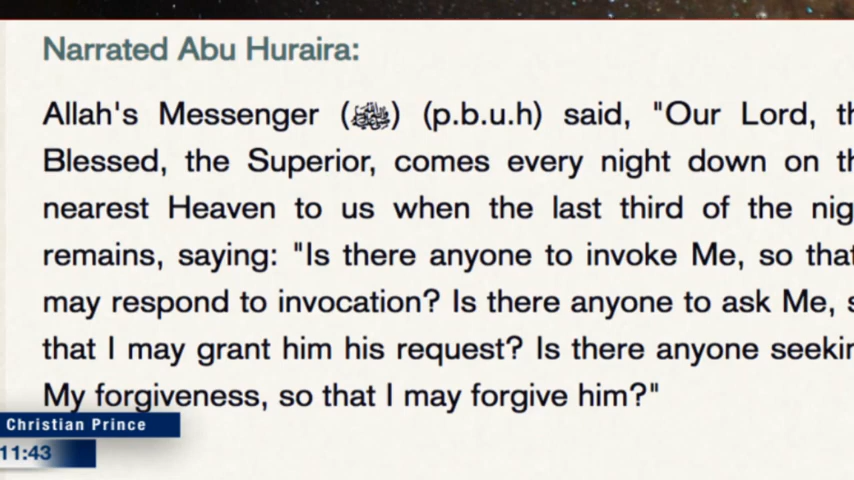 Narrated Abu Huraira:
Allah's Messenger (ﷺ) (p.b.u.h) said, "Our Lord, th
Blessed, the Superior, comes every night down on th
nearest Heaven to us when the last third of the nig
remains, saying: "Is there anyone to invoke Me, so that
may respond to invocation? Is there anyone to ask Me, s
that I may grant him his request? Is there anyone seekin
My forgiveness, so that I may forgive him?"
Christian Prince
11:43